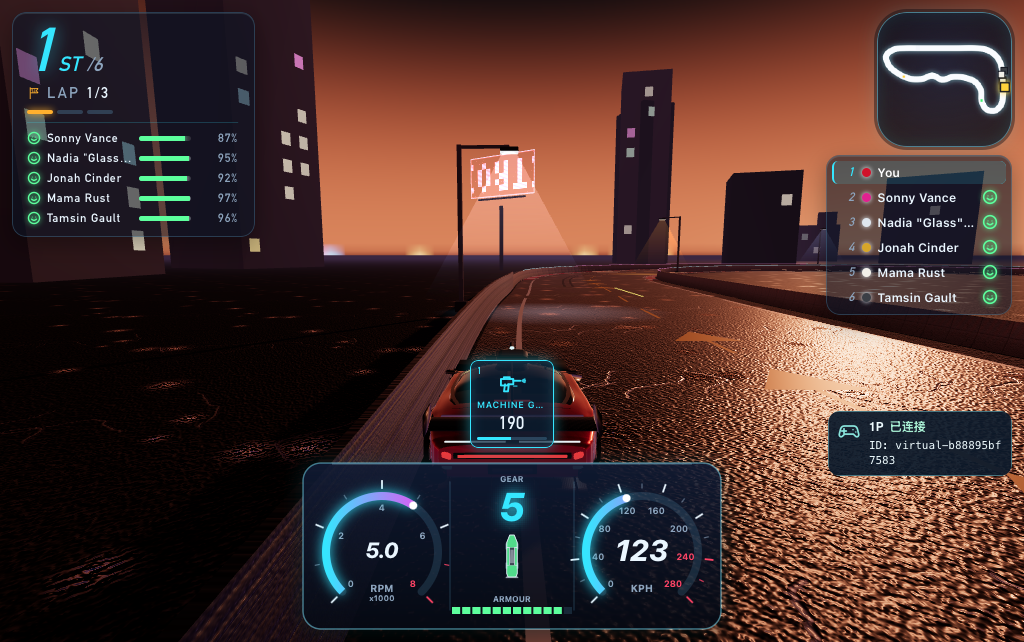 1ST/6
LAP 1/3
Sonny Vance 87%
Nadia "Glass... 95%
Jonah Cinder 92%
Mama Rust 97%
Tamsin Gault 96%
1 You
2 Sonny Vance
3 Nadia "Glass"...
4 Jonah Cinder
5 Mama Rust
6 Tamsin Gault
1
MACHINE G...
190
1P 已连接
ID: virtual-b88895bf
7583
GEAR
5
ARMOUR
0 2 4 6 8
5.0
RPM
x1000
0 40 80 120 160 200 240 280
123
KPH